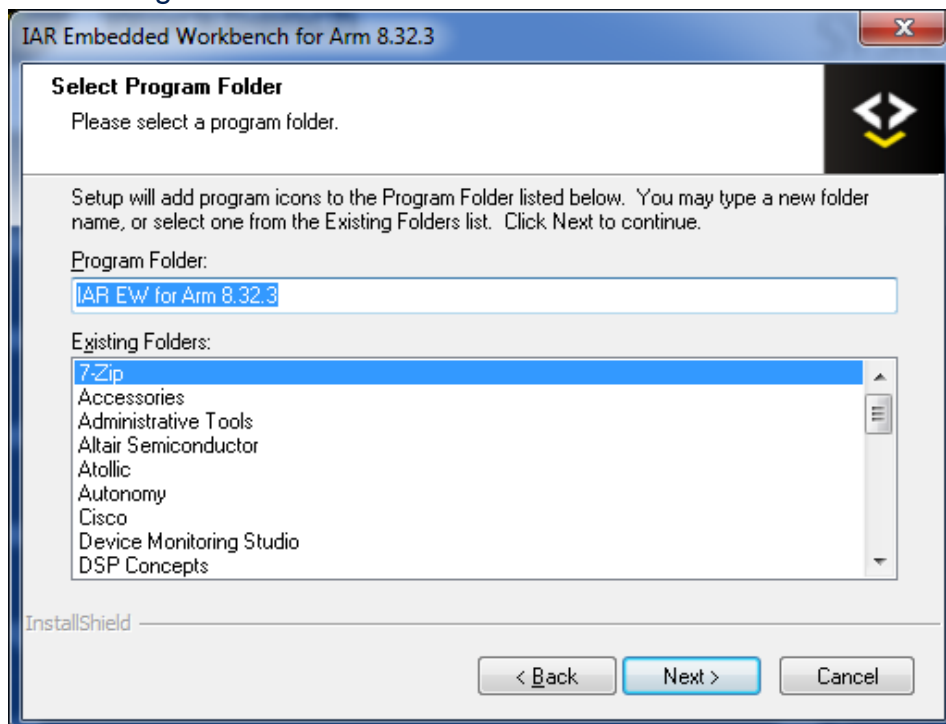 IAR Embedded Workbench for Arm 8.32.3
Select Program Folder
Please select a program folder.
Setup will add program icons to the Program Folder listed below.  You may type a new folder
name, or select one from the Existing Folders list.  Click Next to continue.
Program Folder:
IAR EW for Arm 8.32.3
Existing Folders:
7-Zip
Accessories
Administrative Tools
Altair Semiconductor
Atollic
Autonomy
Cisco
Device Monitoring Studio
DSP Concepts
InstallShield
< Back
Next >
Cancel